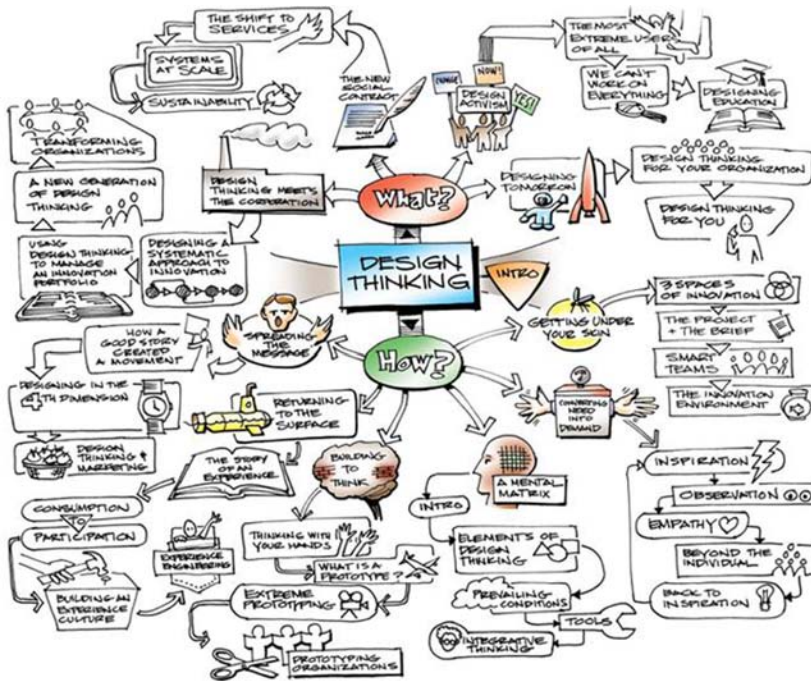 DESIGN
THINKING
INTRO
What?
THE NEW
SOCIAL
CONTRACT
THE SHIFT TO
SERVICES
SYSTEMS
AT SCALE
SUSTAINABILITY
DESIGN
ACTIVISM
NOW!
YES!
THE MOST
EXTREME USER
OF ALL
WE CAN'T
WORK ON
EVERYTHING
DESIGNING
EDUCATION
DESIGNING
TOMORROW
DESIGN THINKING
FOR YOUR ORGANIZATION
DESIGN THINKING
FOR YOU
DESIGN
THINKING MEETS
THE CORPORATION
DESIGNING A
SYSTEMATIC
APPROACH TO
INNOVATION
USING
DESIGN THINKING
TO MANAGE
AN INNOVATION
PORTFOLIO
A NEW GENERATION
OF DESIGN
THINKING
TRANSFORMING
ORGANIZATIONS
How?
GETTING UNDER
YOUR SKIN
3 SPACES
OF INNOVATION
THE PROJECT
+ THE BRIEF
SMART
TEAMS
THE INNOVATION
ENVIRONMENT
CONVERTING
NEED INTO
DEMAND
INSPIRATION
OBSERVATION
EMPATHY
BEYOND THE
INDIVIDUAL
BACK TO
INSPIRATION
A MENTAL
MATRIX
INTRO
ELEMENTS OF
DESIGN
THINKING
PREVAILING
CONDITIONS
TOOLS
INTEGRATIVE
THINKING
BUILDING
TO
THINK
THINKING WITH
YOUR HANDS
WHAT IS A
PROTOTYPE?
EXTREME
PROTOTYPING
PROTOTYPING
ORGANIZATIONS
RETURNING
TO THE
SURFACE
THE STORY
OF AN
EXPERIENCE
CONSUMPTION
TO
PARTICIPATION
BUILDING AN
EXPERIENCE
CULTURE
EXPERIENCE
ENGINEERING
SPREADING
THE
MESSAGE
HOW A
GOOD STORY
CREATED
A MOVEMENT
DESIGNING IN THE
4TH DIMENSION
DESIGN
THINKING &
MARKETING